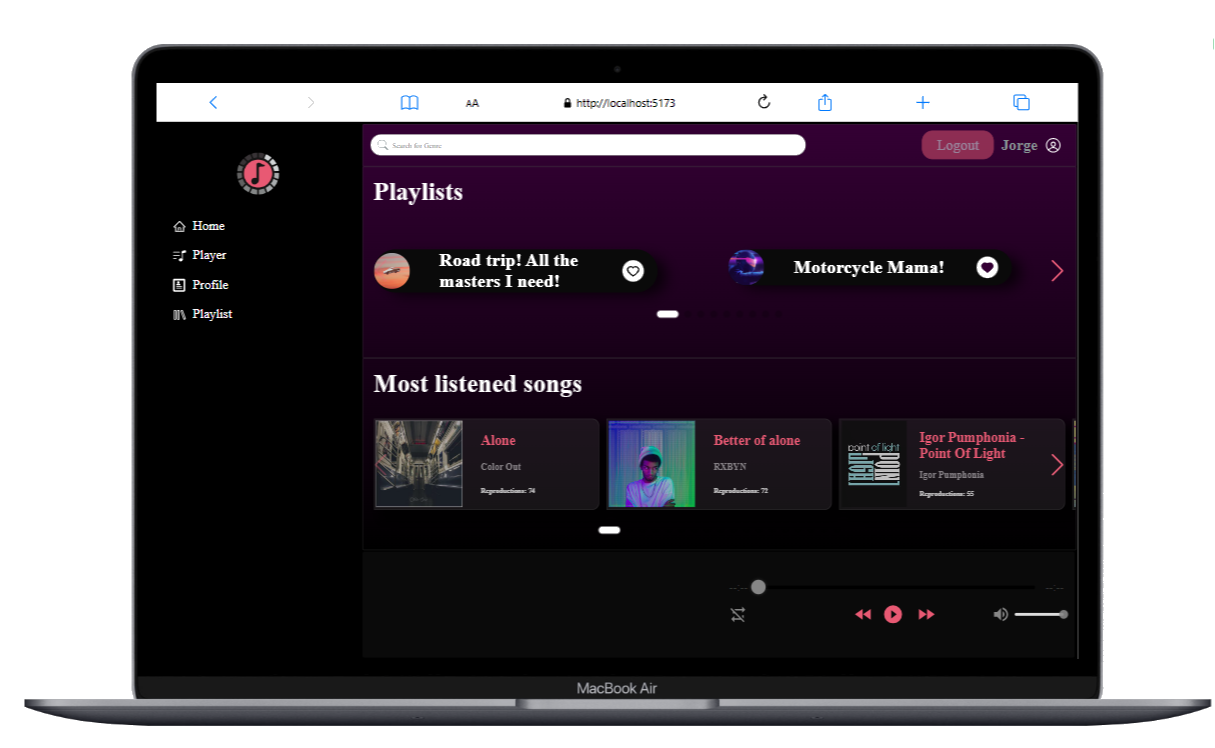 AA
http://localhost:5173
Search for Genre
Logout
Jorge
Home
Player
Profile
Playlist
Playlists
Road trip! All the
masters I need!
Motorcycle Mama!
Most listened songs
Alone
Color Out
Reproductions: 74
Better of alone
RXBYN
Reproductions: 72
point of light
POIN
LIGHT
Igor Pumphonia -
Point Of Light
Igor Pumphonia
Reproductions: 55
--:--
--:--
MacBook Air